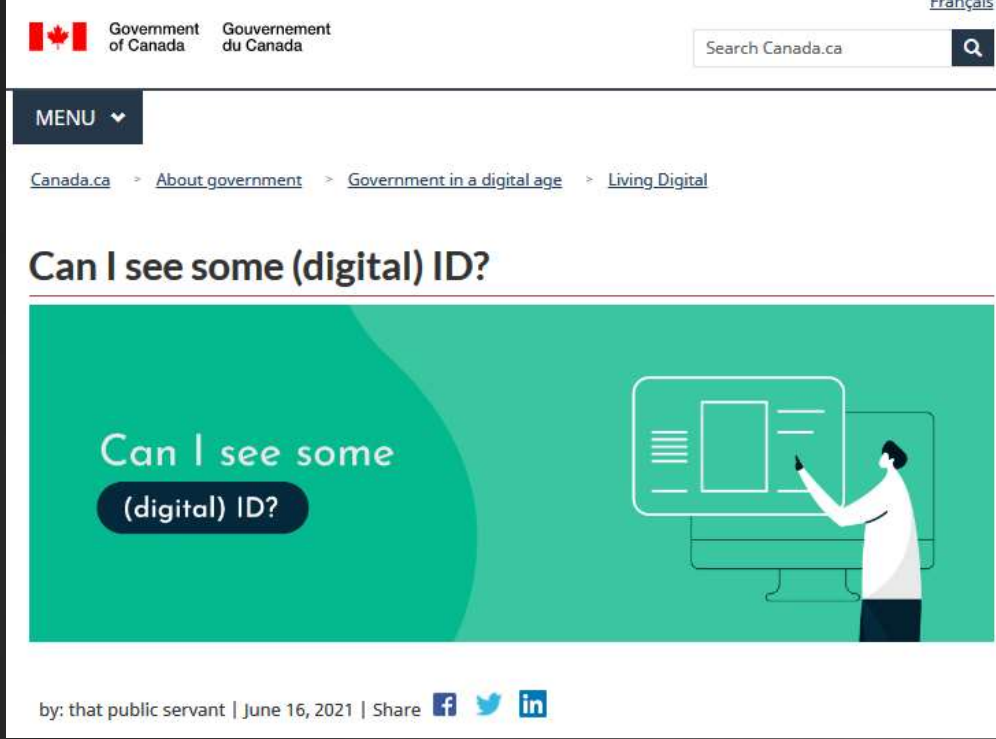 Français
Government Gouvernement
of Canada du Canada
Search Canada.ca
MENU
Canada.ca > About government > Government in a digital age > Living Digital
Can I see some (digital) ID?
Can I see some
(digital) ID?
by: that public servant | June 16, 2021 | Share